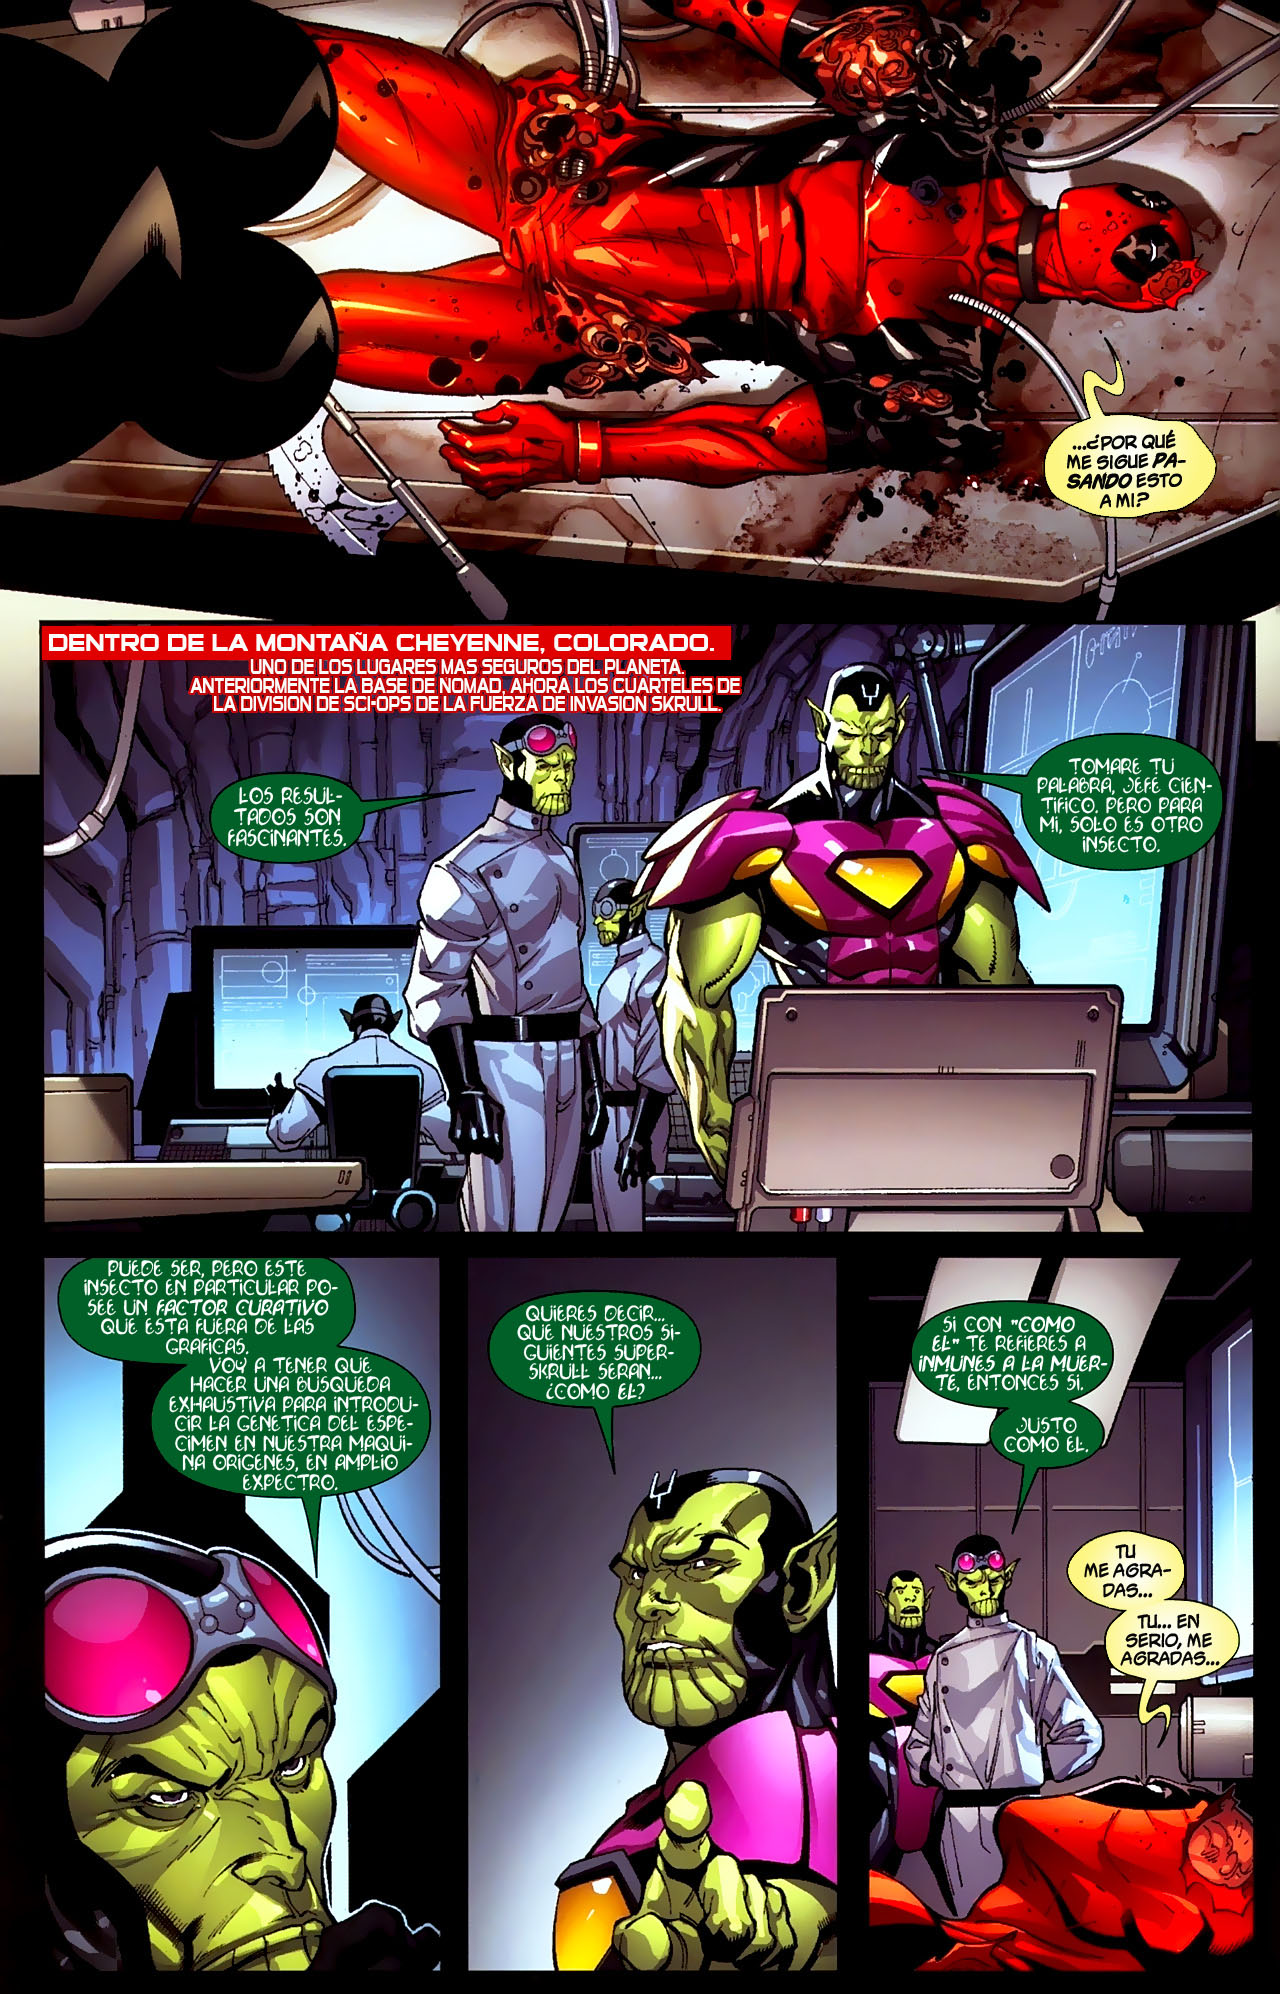 ...¿POR QUÉ
ME SIGUE PA-
SANDO ESTO
A MI?
DENTRO DE LA MONTAÑA CHEYENNE, COLORADO.
UNO DE LOS LUGARES MAS SEGUROS DEL PLANETA.
ANTERIORMENTE LA BASE DE NOMAD, AHORA LOS CUARTELES DE
LA DIVISION DE SCI-OPS DE LA FUERZA DE INVASION SKRULL.
LOS RESUL-
TADOS SON
FASCINANTES.
TOMARE TU
PALABRA, JEFE CIEN-
TIFICO. PERO PARA
MÍ, SOLO ES OTRO
INSECTO.
01
PUEDE SER, PERO ESTE
INSECTO EN PARTICULAR PO-
SEE UN FACTOR CURATIVO
QUE ESTA FUERA DE LAS
GRAFICAS.
VOY A TENER QUE
HACER UNA BUSQUEDA
EXHAUSTIVA PARA INTRODU-
CIR LA GENETICA DEL ESPE-
CIMEN EN NUESTRA MAQUI-
NA ORIGENES, EN AMPLIO
EXPECTRO.
QUIERES DECIR...
QUE NUESTROS SI-
GUIENTES SUPER-
SKRULL SERAN...
¿COMO ÉL?
SI CON "COMO
EL" TE REFIERES A
INMUNES A LA MUER-
TE, ENTONCES SI.
JUSTO
COMO EL.
TU
ME AGRA-
DAS...
TU... EN
SERIO, ME
AGRADAS...